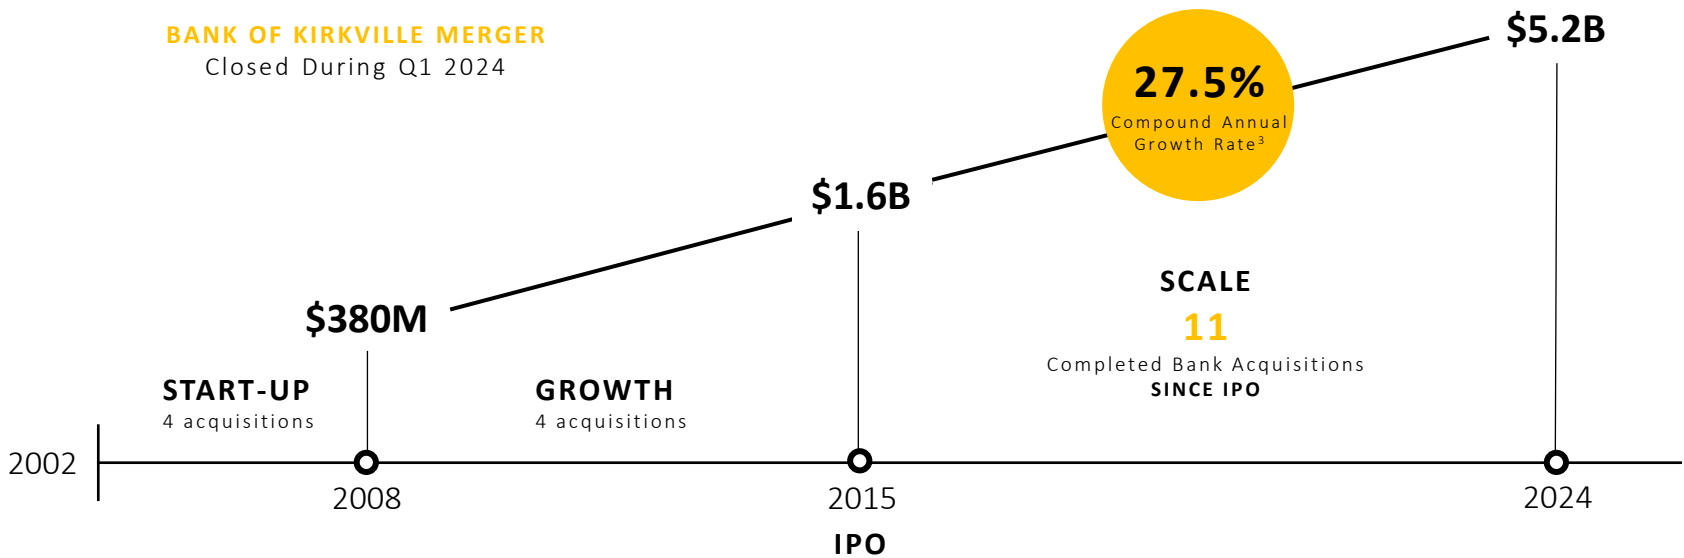 BANK OF KIRKVILLE MERGER
Closed During Q1 2024
$5.2B
27.5%
Compound Annual
Growth Rate³
$1.6B
$380M
SCALE
11
Completed Bank Acquisitions
SINCE IPO
START-UP
4 acquisitions
GROWTH
4 acquisitions
2002
2008
2015
2024
IPO